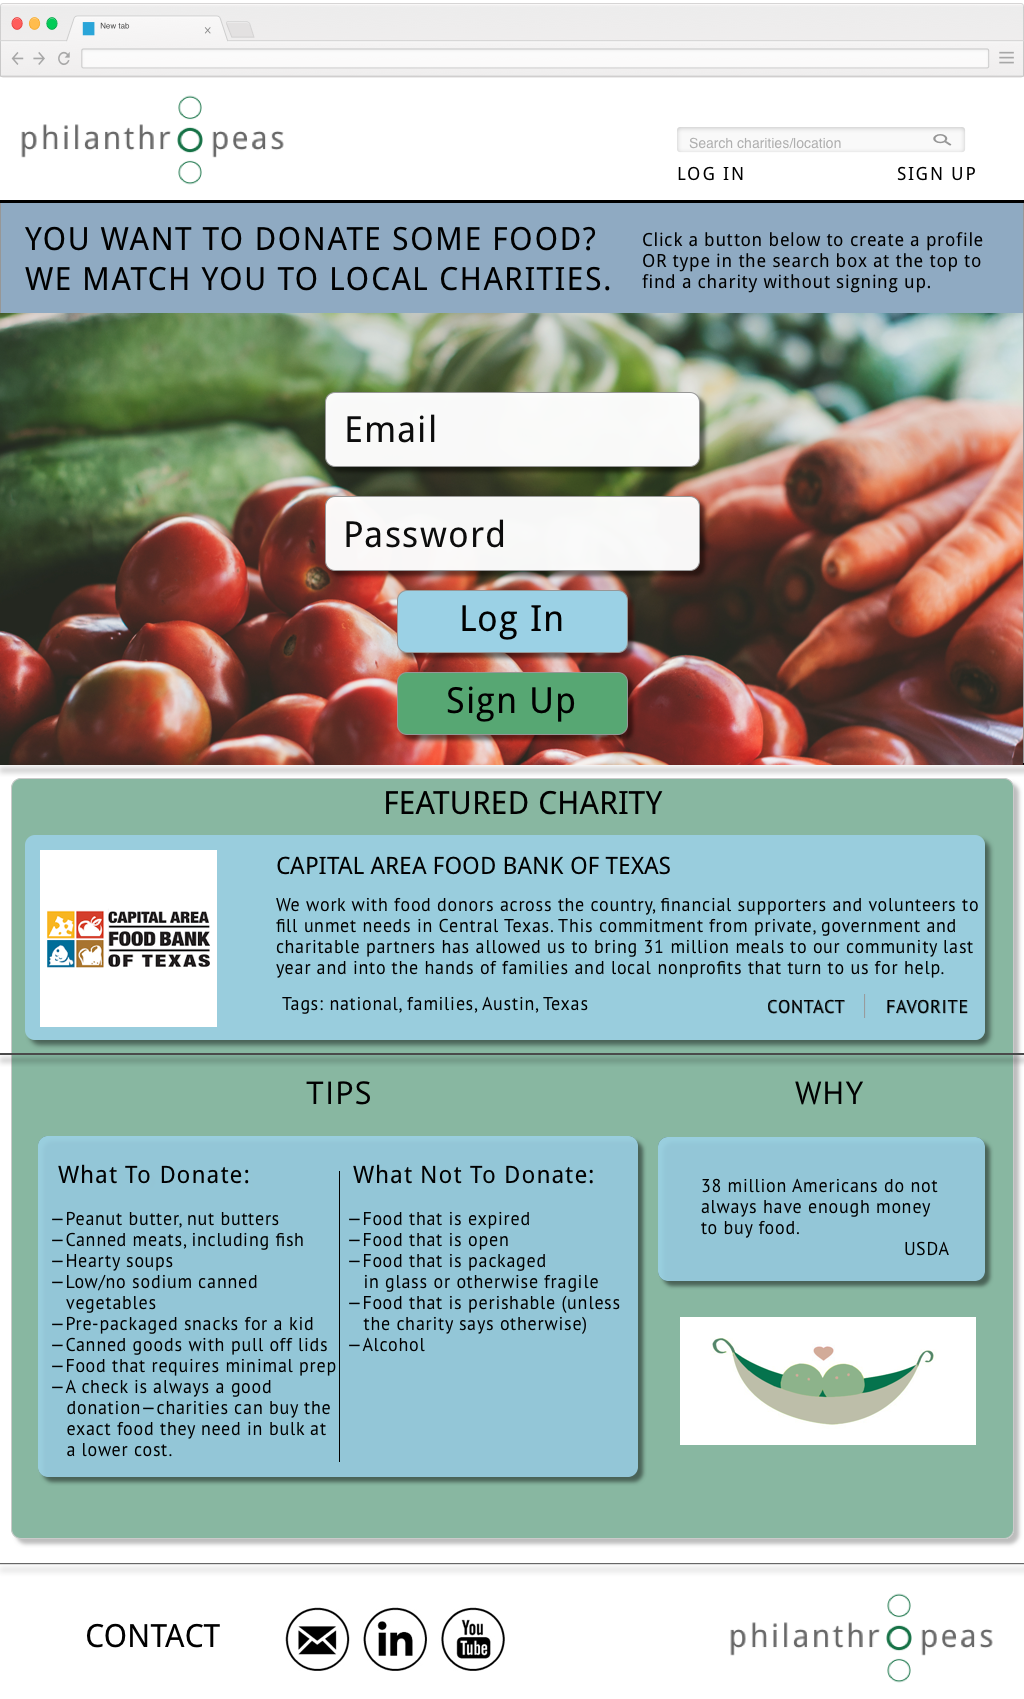 New tab
philanthropeas
Search charities/location
LOG IN
SIGN UP
YOU WANT TO DONATE SOME FOOD?
WE MATCH YOU TO LOCAL CHARITIES.
Click a button below to create a profile
OR type in the search box at the top to
find a charity without signing up.
Email
Password
Log In
Sign Up
FEATURED CHARITY
CAPITAL AREA
FOOD BANK
OF TEXAS
CAPITAL AREA FOOD BANK OF TEXAS
We work with food donors across the country, financial supporters and volunteers to
fill unmet needs in Central Texas. This commitment from private, government and
charitable partners has allowed us to bring 31 million meals to our community last
year and into the hands of families and local nonprofits that turn to us for help.
Tags: national, families, Austin, Texas
CONTACT
FAVORITE
TIPS
What To Donate:
—Peanut butter, nut butters
—Canned meats, including fish
—Hearty soups
—Low/no sodium canned
vegetables
—Pre-packaged snacks for a kid
—Canned goods with pull off lids
—Food that requires minimal prep
—A check is always a good
donation—charities can buy the
exact food they need in bulk at
a lower cost.
What Not To Donate:
—Food that is expired
—Food that is open
—Food that is packaged
in glass or otherwise fragile
—Food that is perishable (unless
the charity says otherwise)
—Alcohol
WHY
38 million Americans do not
always have enough money
to buy food.
USDA
CONTACT
in
You
Tube
philanthropeas